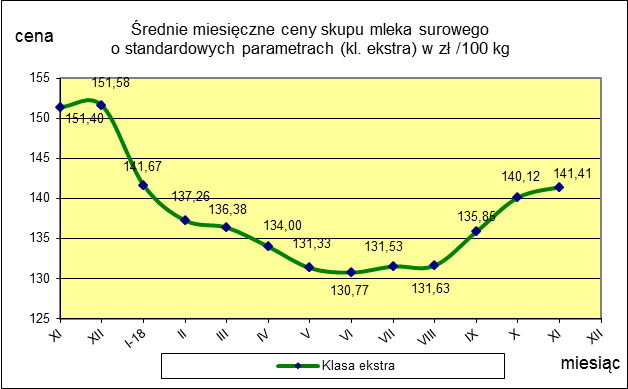 Średnie miesięczne ceny skupu mleka surowego
o standardowych parametrach (kl. ekstra) w zł /100 kg
cena
155
150
145
140
135
130
125
151,40
151,58
141,67
137,26
136,38
134,00
131,33
130,77
131,53
131,63
135,85
140,12
141,41
XI
XII
I-18
II
III
IV
V
VI
VII
VIII
IX
X
XI
XII
miesiąc
Klasa ekstra